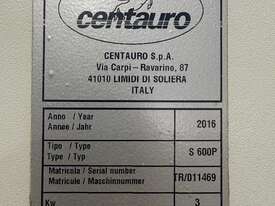 centauro
CENTAURO S.p.A.
Via Carpi - Ravarino, 87
41010 LIMIDI DI SOLIERA
ITALY
Anno / Year
Année / Jahr
2016
Tipo / Type
Type / Typ
S 600P
Matricola / Serial number
Matricule / Maschinnummer
TR/011469
Kw
3